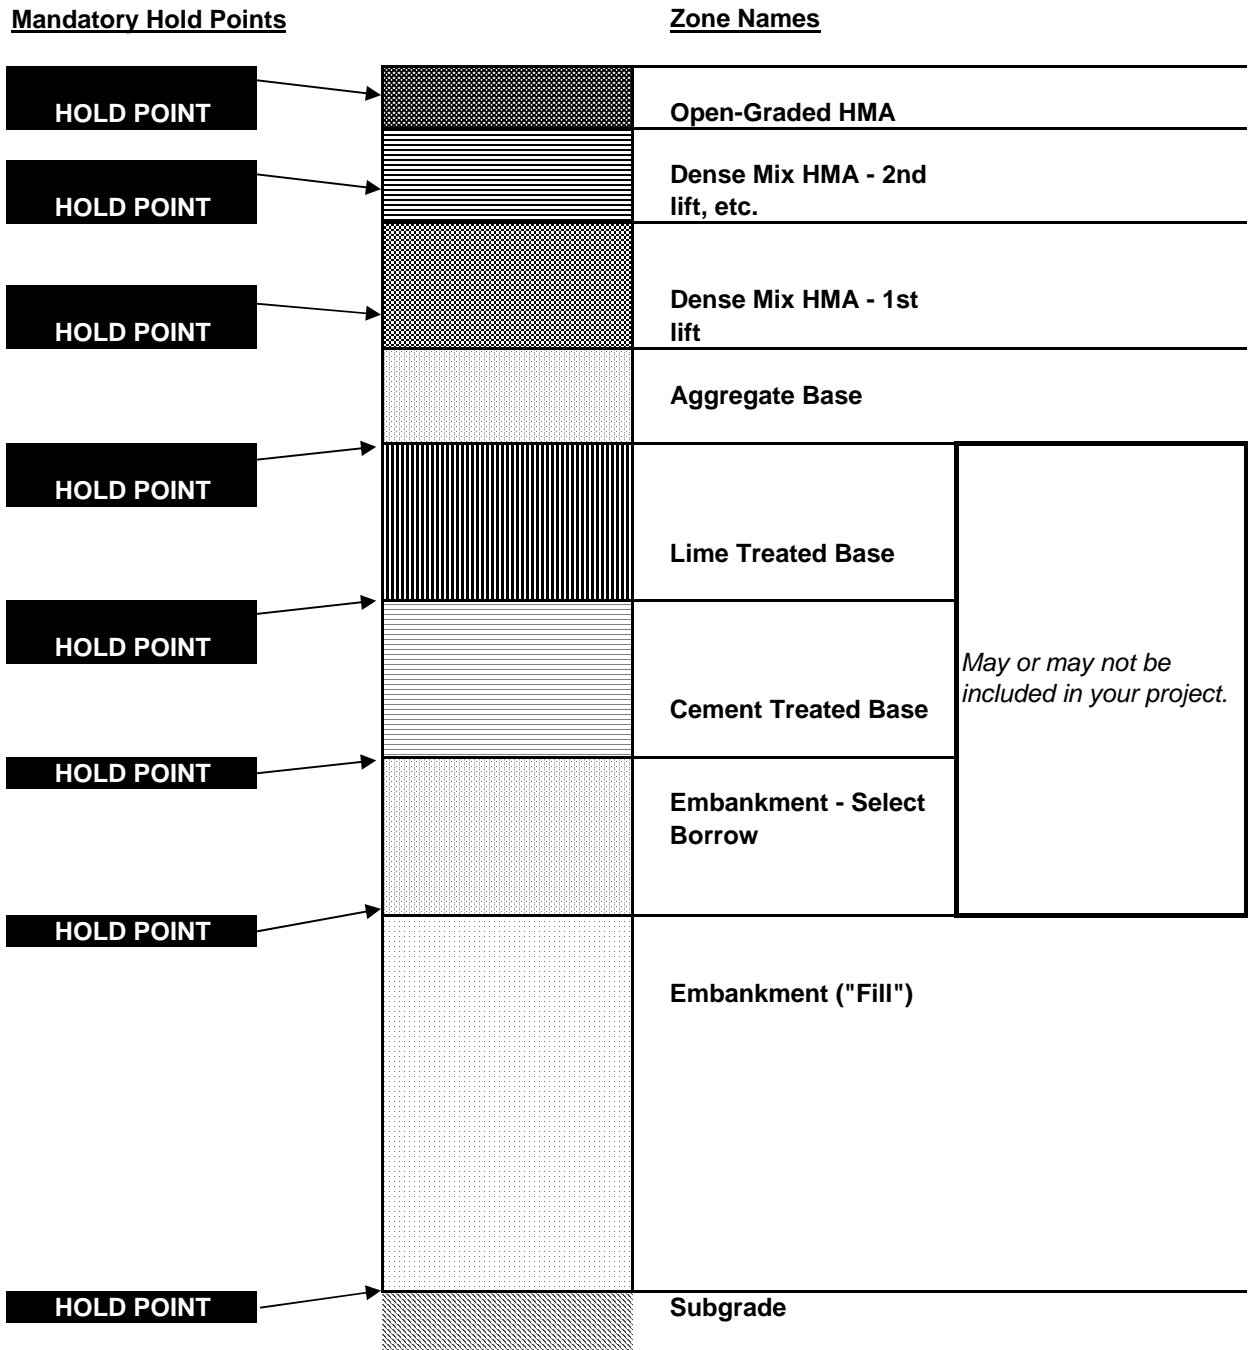 Mandatory Hold Points
Zone Names
HOLD POINT
Open-Graded HMA
HOLD POINT
Dense Mix HMA - 2nd
lift, etc.
HOLD POINT
Dense Mix HMA - 1st
lift
Aggregate Base
HOLD POINT
Lime Treated Base
HOLD POINT
May or may not be
included in your project.
Cement Treated Base
HOLD POINT
Embankment - Select
Borrow
HOLD POINT
Embankment ("Fill")
HOLD POINT
Subgrade